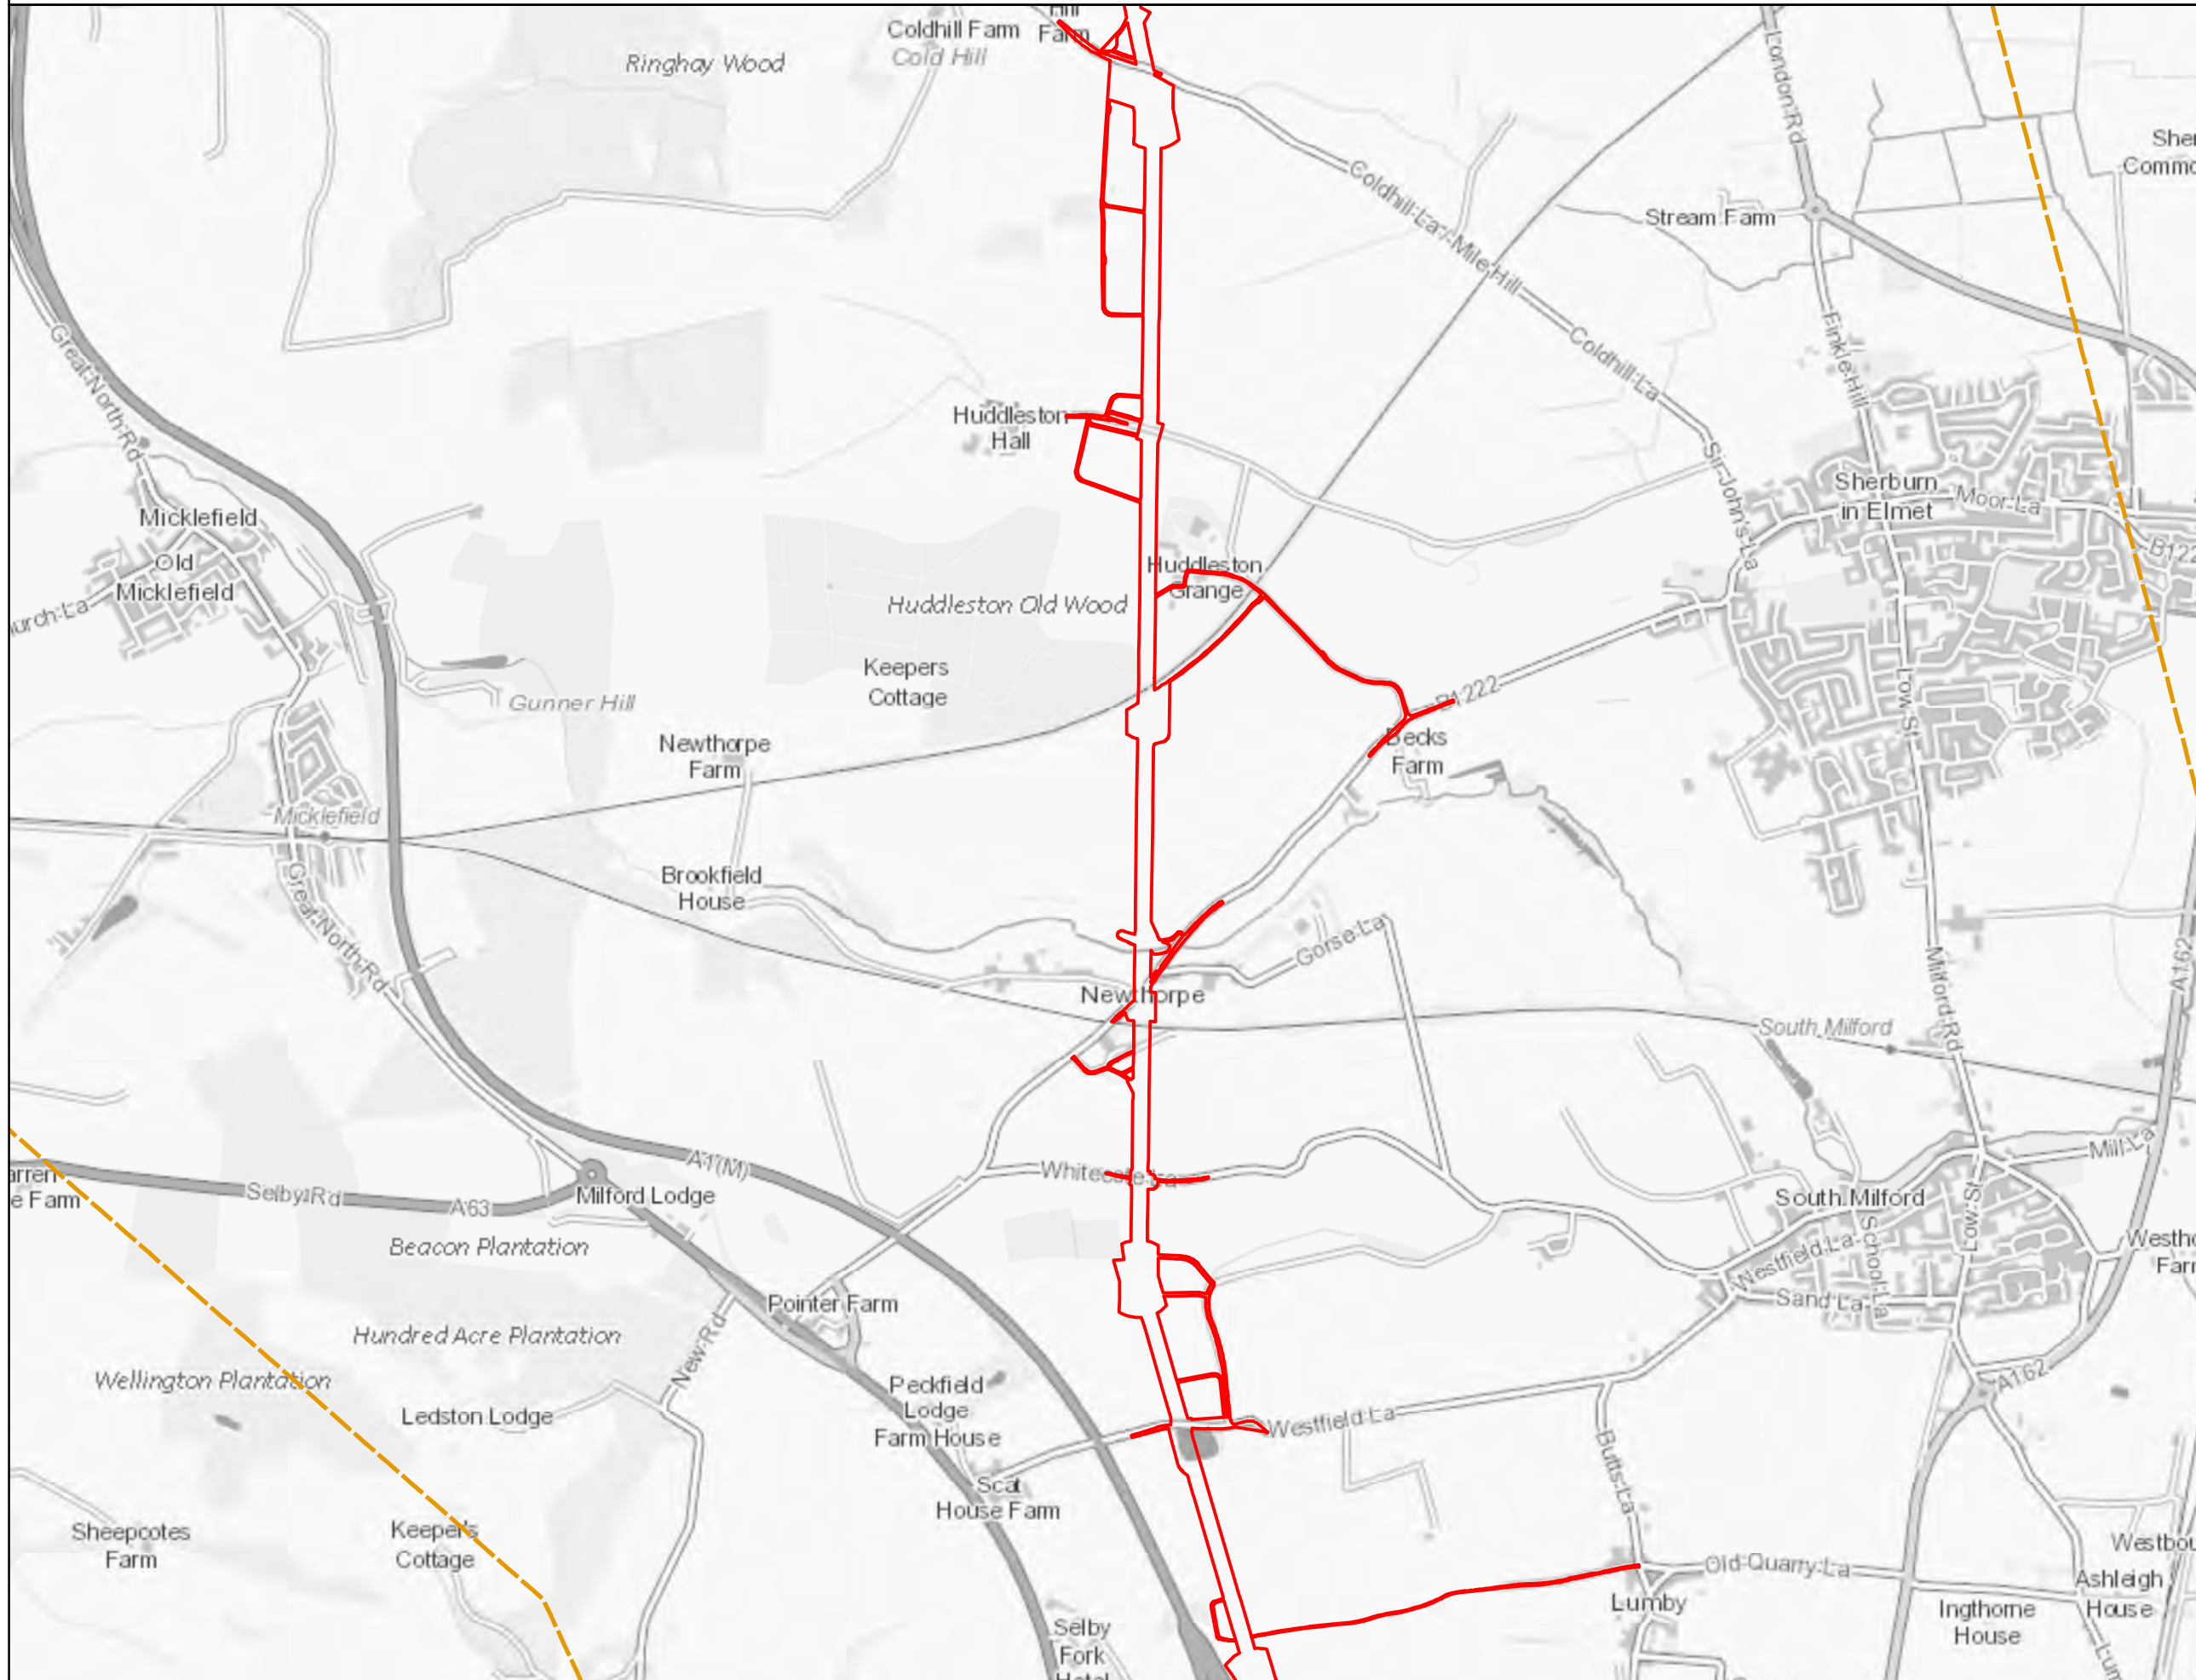 Coldhill Farm
Cold Hill
Farm
Ringhay Wood
London Rd
Stream Farm
Coldhill La / Mile Hill
Coldhill La
Finkle Hill
Great North Rd
Huddleston
Hall
Sir John's La
Sherburn
in Elmet
Moor La
Micklefield
Old
Micklefield
Huddleston
Grange
Huddleston Old Wood
Keepers
Cottage
Gunner Hill
B1222
Low St
Newthorpe
Farm
Becks
Farm
Micklefield
Brookfield
House
Great North Rd
Gorse La
Newthorpe
Milford Rd
A162
South Milford
A1(M)
Whitecote La
Mill La
Selby Rd
A63
Milford Lodge
South Milford
Low St
School La
Westfield La
Sand La
Beacon Plantation
Pointer Farm
Hundred Acre Plantation
New Rd
Wellington Plantation
Ledston Lodge
Peckfield
Lodge
Farm House
A162
Westfield La
Butts La
Scat
House Farm
Sheepcotes
Farm
Keeper's
Cottage
Old Quarry La
Lumby
Ashleigh
House
Ingthorne
House
Selby
Fork